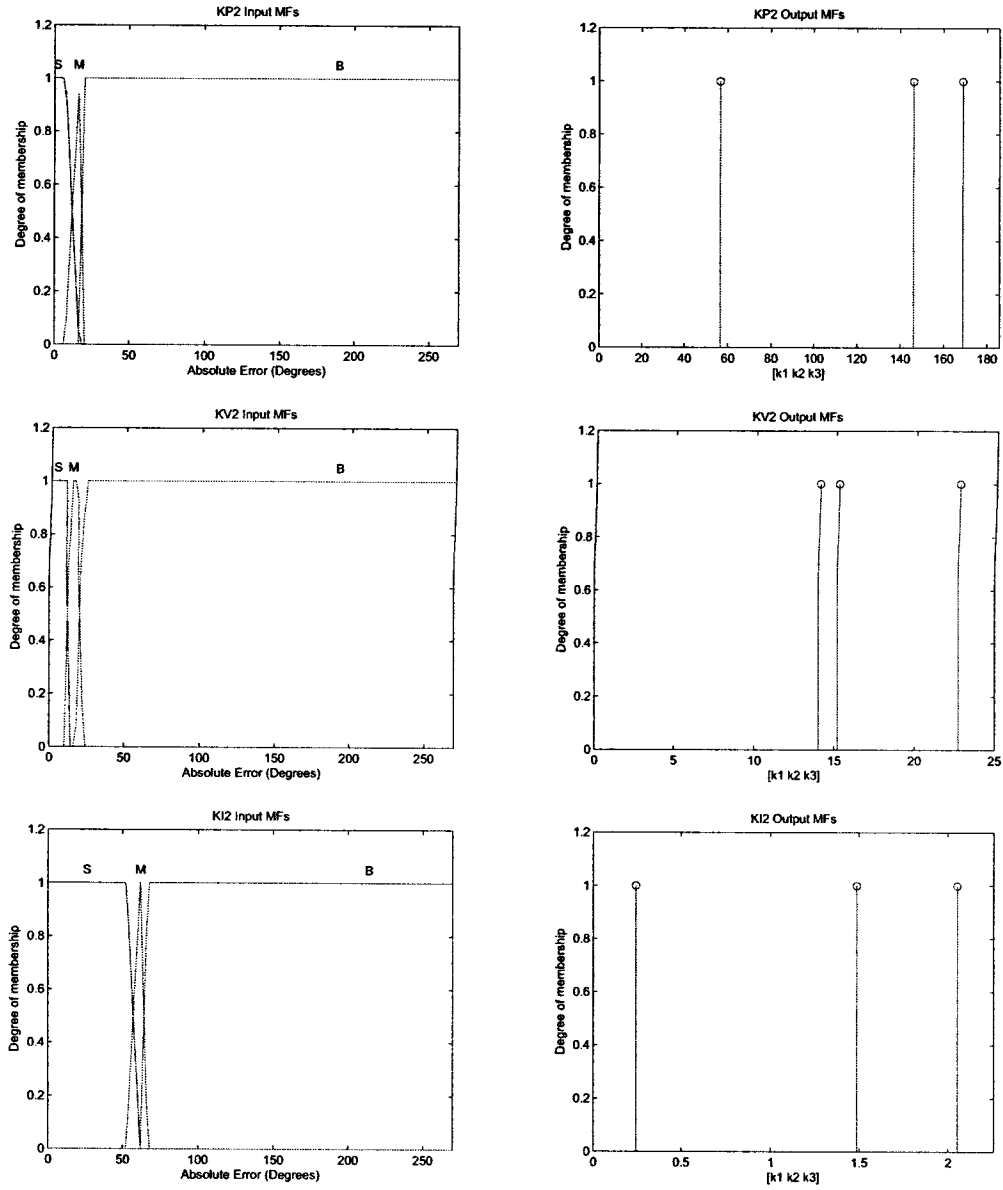 KP2 Input MFs
1.2
1
0.8
0.6
0.4
0.2
0
S M B
Degree of membership
0 50 100 150 200 250
Absolute Error (Degrees)
KP2 Output MFs
1.2
1
0.8
0.6
0.4
0.2
0
Degree of membership
0 20 40 60 80 100 120 140 160 180
[k1 k2 k3]
KV2 Input MFs
1.2
1
0.8
0.6
0.4
0.2
0
S M B
Degree of membership
0 50 100 150 200 250
Absolute Error (Degrees)
KV2 Output MFs
1.2
1
0.8
0.6
0.4
0.2
0
Degree of membership
0 5 10 15 20 25
[k1 k2 k3]
KI2 Input MFs
1.2
1
0.8
0.6
0.4
0.2
0
S M B
Degree of membership
0 50 100 150 200 250
Absolute Error (Degrees)
KI2 Output MFs
1.2
1
0.8
0.6
0.4
0.2
0
Degree of membership
0 0.5 1 1.5 2
[k1 k2 k3]